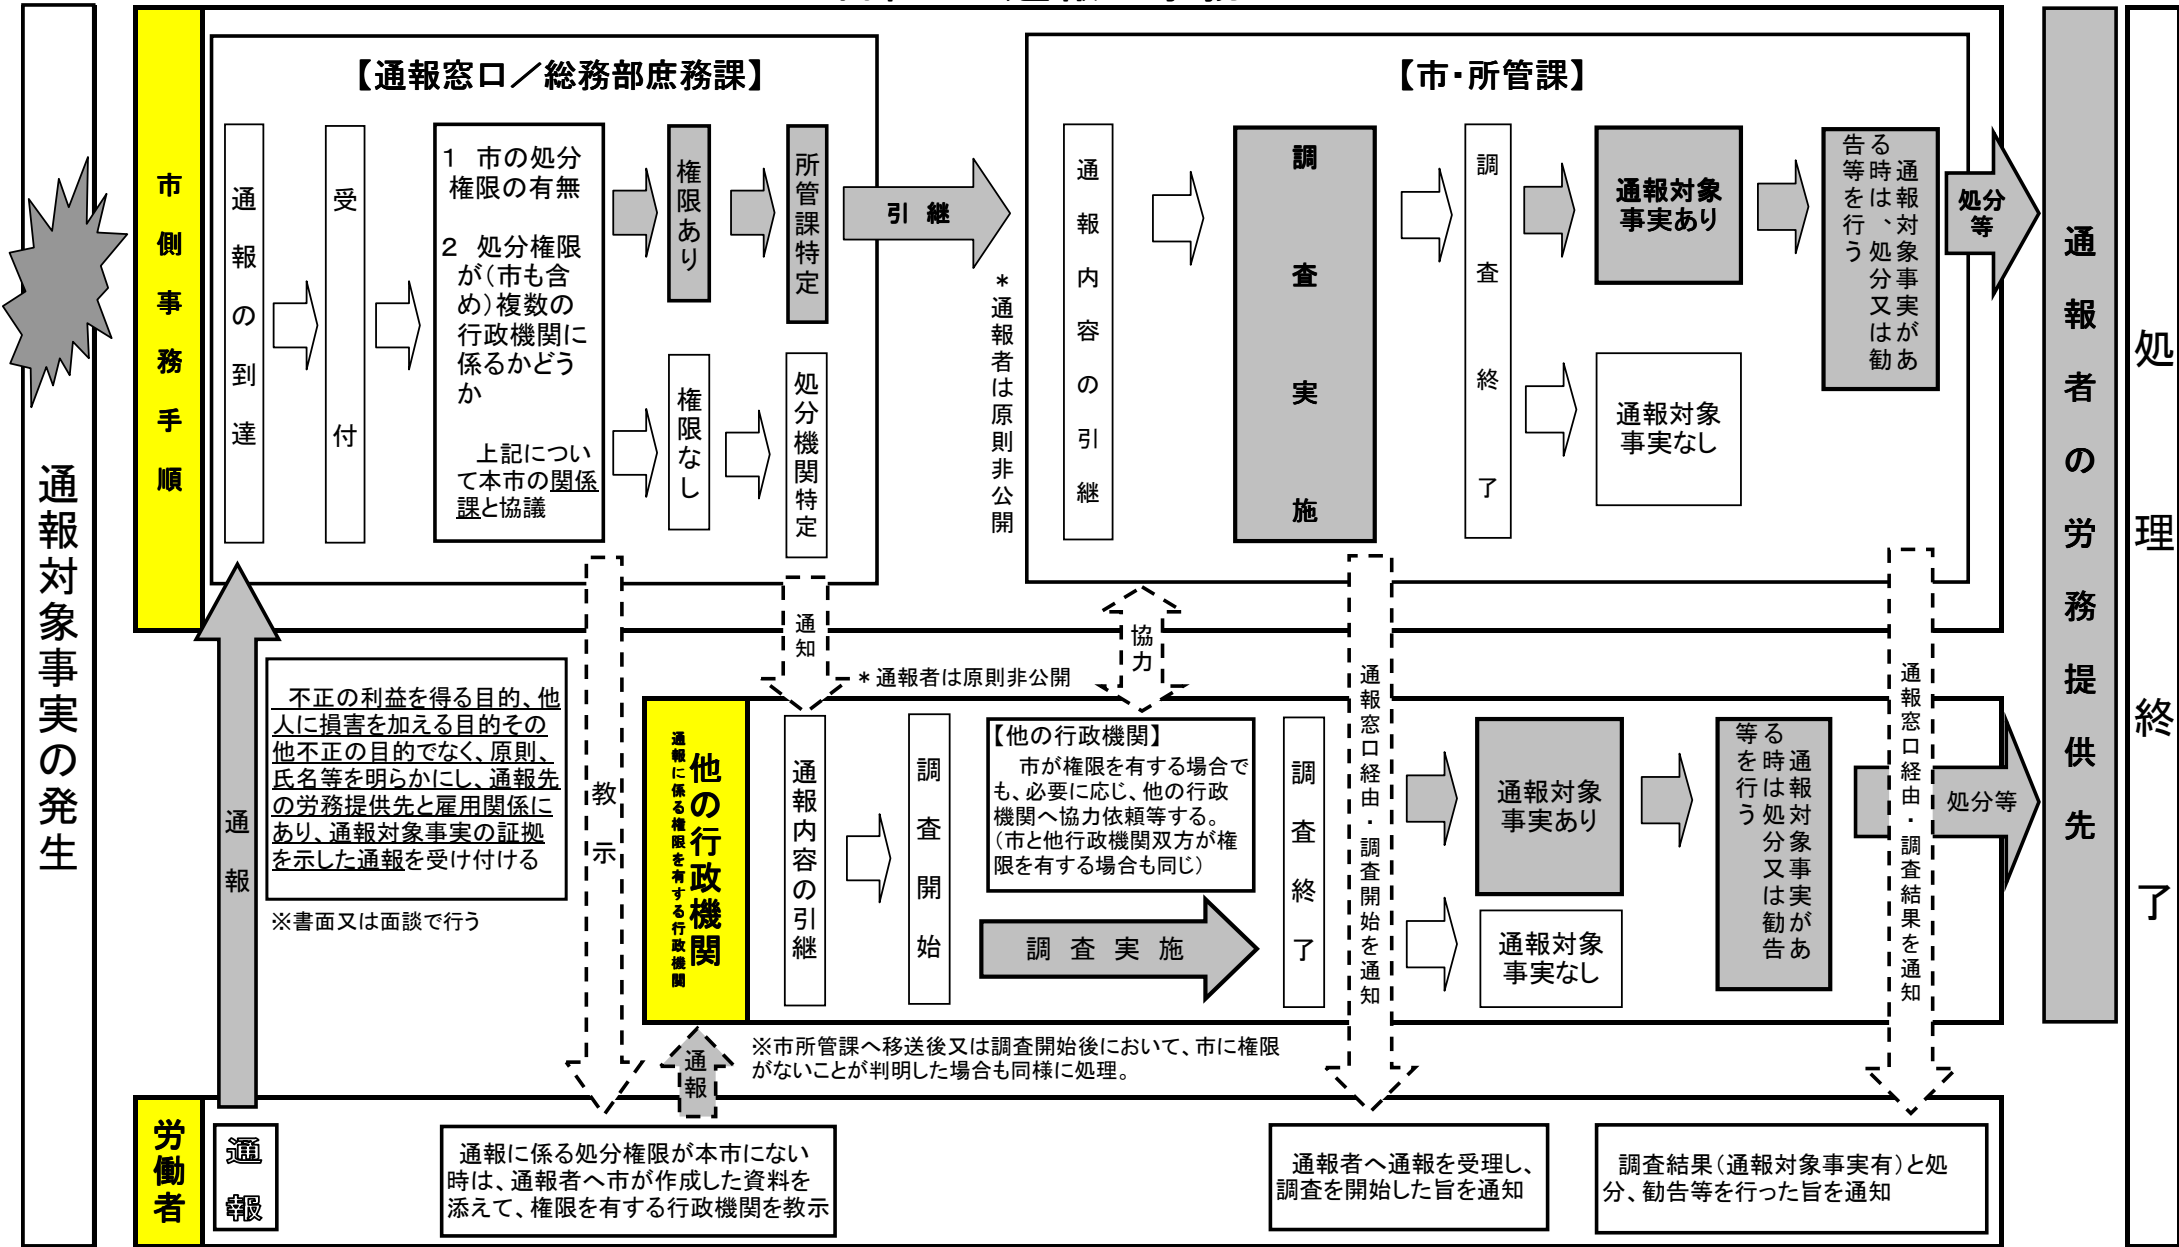 通報対象事実の発生
市側事務手順
【通報窓口／総務部庶務課】
通報の到達
受付
1　市の処分
権限の有無
2　処分権限
が（市も含
め）複数の
行政機関に
係るかどう
か
上記につい
て本市の関係
課と協議
権限あり
所管課特定
権限なし
処分機関特定
引 継
＊通報者は原則非公開
【市・所管課】
通報内容の引継
調査実施
調査終了
通報対象
事実あり
通報対象
事実なし
通報対象事実があ
る時は、処分又は勧
告等を行う
処分
等
通報者の労務提供先
処理終了
通報
不正の利益を得る目的、他
人に損害を加える目的その
他不正の目的でなく、原則、
氏名等を明らかにし、通報先
の労務提供先と雇用関係に
あり、通報対象事実の証拠
を示した通報を受け付ける
※書面又は面談で行う
教示
通知
＊通報者は原則非公開
協力
通報窓口経由・調査開始を通知
通報窓口経由・調査結果を通知
他の行政機関
通報に係る権限を有する行政機関
通報内容の引継
調査開始
【他の行政機関】
市が権限を有する場合で
も、必要に応じ、他の行政
機関へ協力依頼等する。
（市と他行政機関双方が権
限を有する場合も同じ）
調 査 実 施
調査終了
通報対象
事実あり
通報対象
事実なし
通報対象事実があ
る時は処分又は勧告
等を行う
処分等
通報
※市所管課へ移送後又は調査開始後において、市に権限
がないことが判明した場合も同様に処理。
労働者
通報
通報に係る処分権限が本市にない
時は、通報者へ市が作成した資料を
添えて、権限を有する行政機関を教示
通報者へ通報を受理し、
調査を開始した旨を通知
調査結果（通報対象事実有）と処
分、勧告等を行った旨を通知